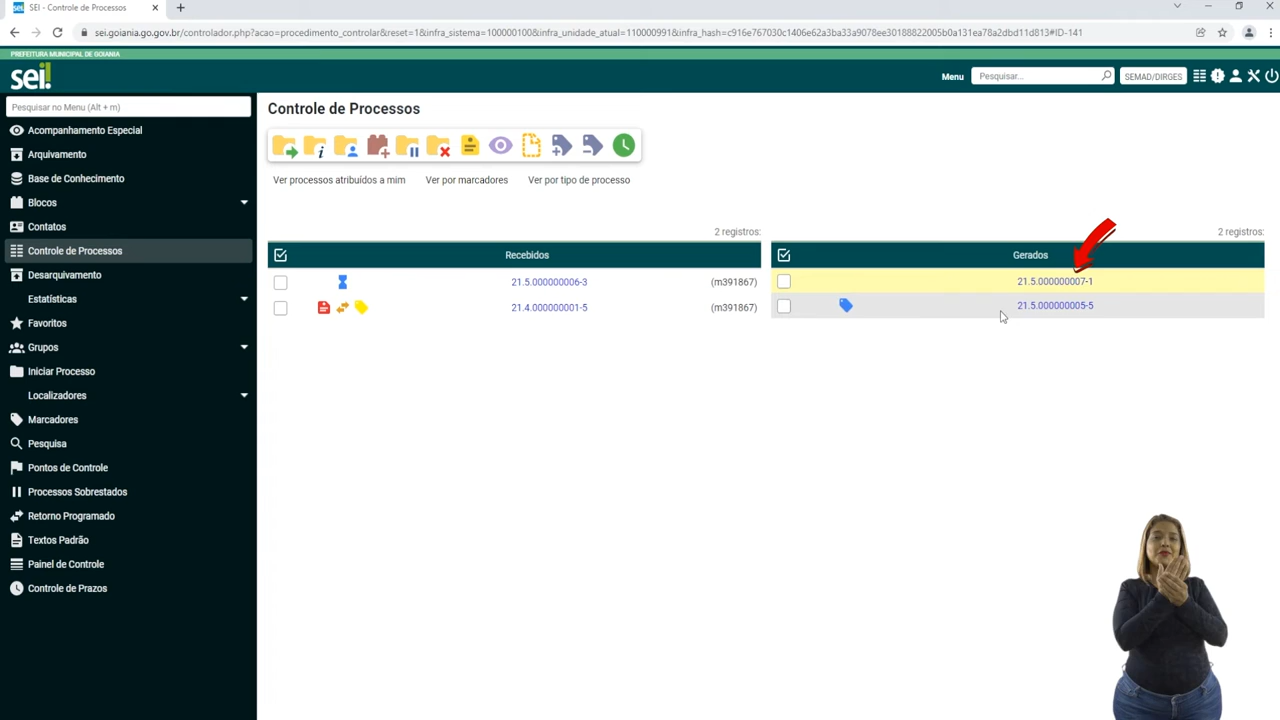 SEI - Controle de Processos
sei.goiania.go.gov.br/controlador.php?acao=procedimento_controlar&reset=1&infra_sistema=100000100&infra_unidade_atual=110000991&infra_hash=c916e767030c1406e62a3ba33a9078ee30188822005b0a131ea78a2dbd11d813#ID-141
PREFEITURA MUNICIPAL DE GOIANIA
sei!
Menu
Pesquisar...
SEMAD/DIRGES
Pesquisar no Menu (Alt + m)
Acompanhamento Especial
Arquivamento
Base de Conhecimento
Blocos
Contatos
Controle de Processos
Desarquivamento
Estatísticas
Favoritos
Grupos
Iniciar Processo
Localizadores
Marcadores
Pesquisa
Pontos de Controle
Processos Sobrestados
Retorno Programado
Textos Padrão
Painel de Controle
Controle de Prazos
Controle de Processos
Ver processos atribuídos a mim
Ver por marcadores
Ver por tipo de processo
2 registros:
Recebidos
21.5.000000006-3 (m391867)
21.4.000000001-5 (m391867)
2 registros:
Gerados
21.5.000000007-1
21.5.000000005-5